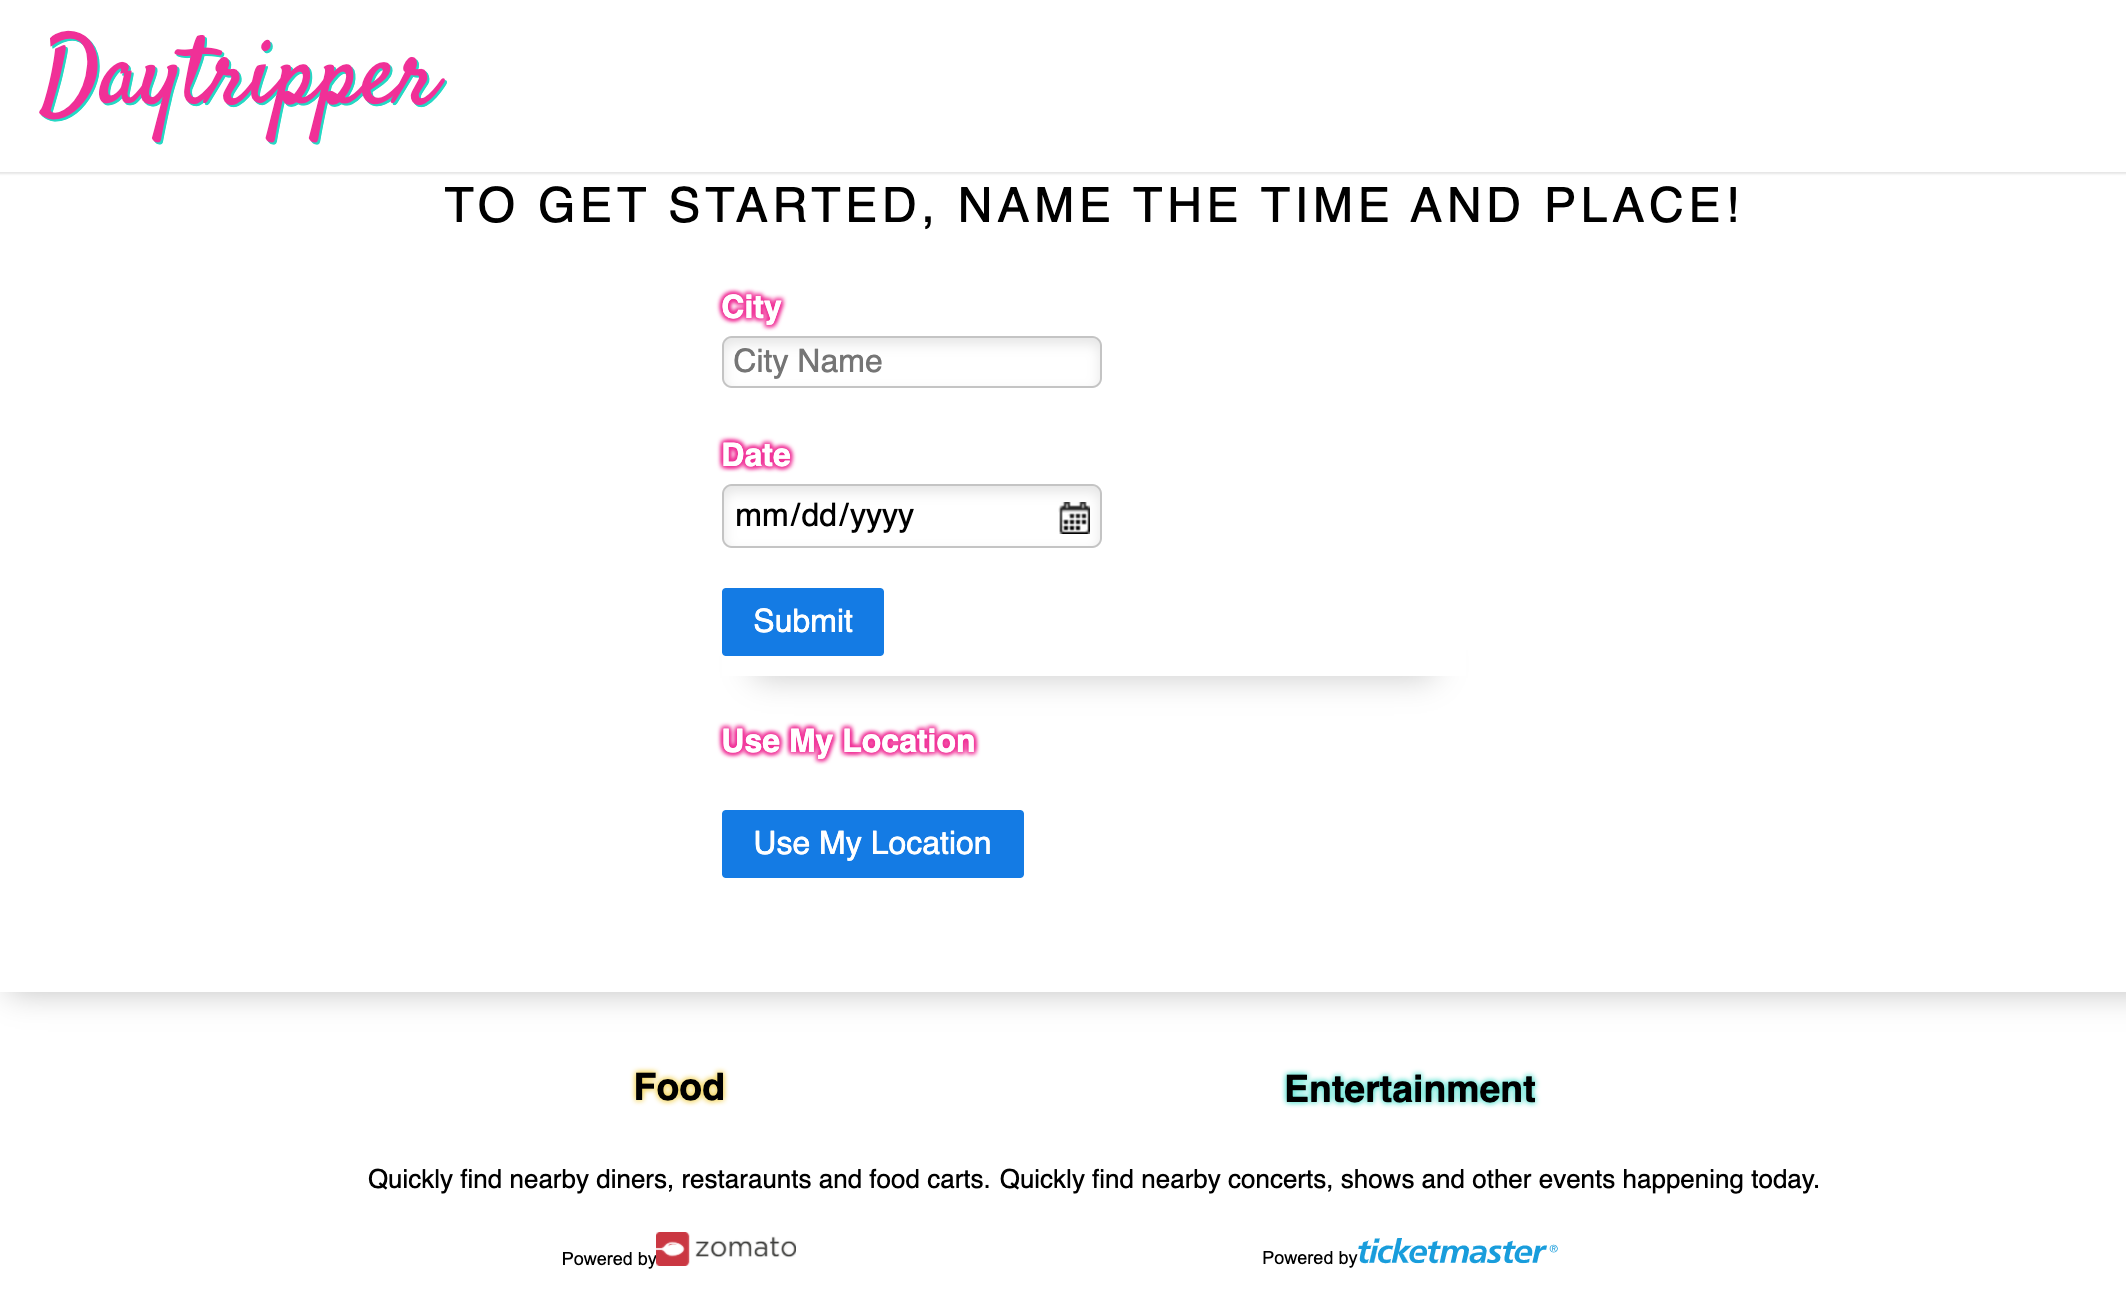 Daytripper
TO GET STARTED, NAME THE TIME AND PLACE!
City
City Name
Date
mm/dd/yyyy
Submit
Use My Location
Use My Location
Food
Entertainment
Quickly find nearby diners, restaraunts and food carts.
Quickly find nearby concerts, shows and other events happening today.
Powered by zomato
Powered by ticketmaster®